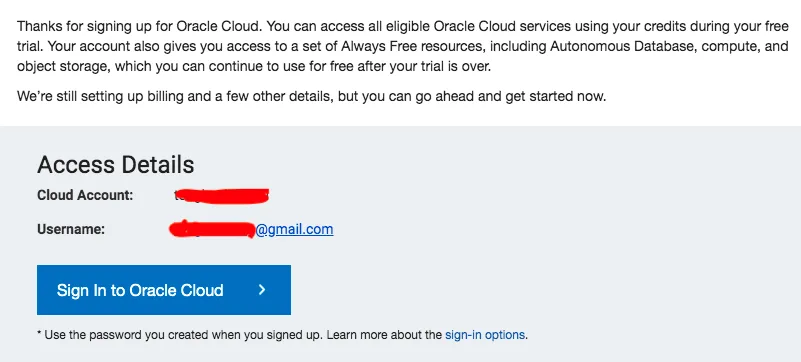 Thanks for signing up for Oracle Cloud. You can access all eligible Oracle Cloud services using your credits during your free
trial. Your account also gives you access to a set of Always Free resources, including Autonomous Database, compute, and
object storage, which you can continue to use for free after your trial is over.
We’re still setting up billing and a few other details, but you can go ahead and get started now.
Access Details
Cloud Account:
Username: @gmail.com
Sign In to Oracle Cloud >
* Use the password you created when you signed up. Learn more about the sign-in options.